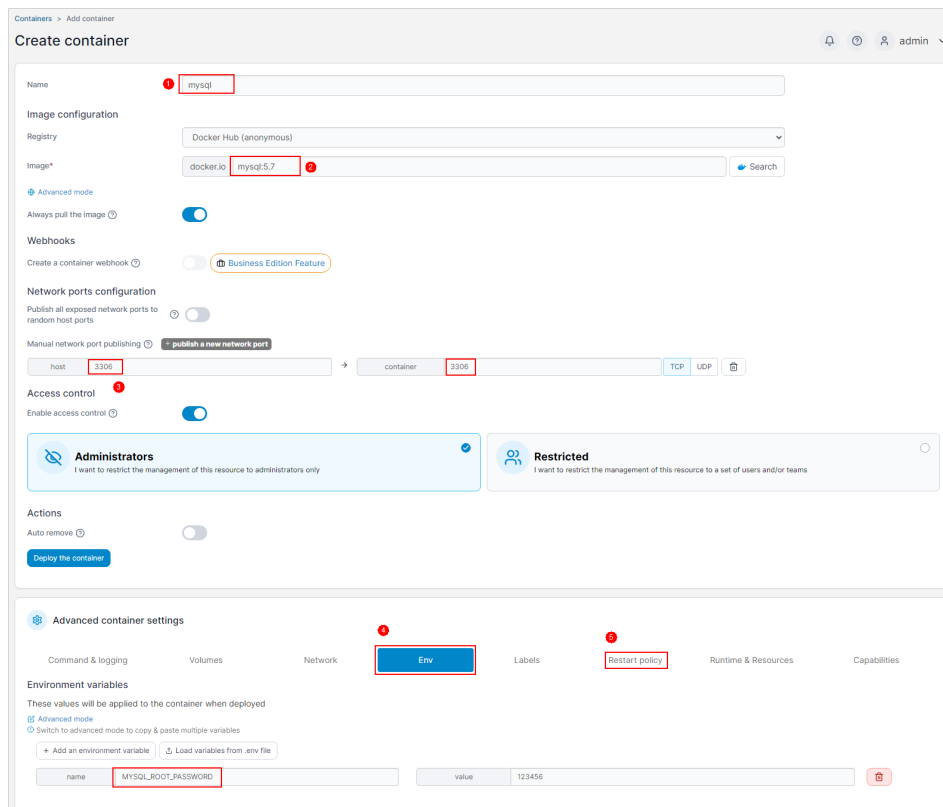 Containers > Add container
Create container
admin
1
Name mysql
Image configuration
Registry Docker Hub (anonymous)
Image* docker.io mysql:5.7 2 Search
Advanced mode
Always pull the image
Webhooks
Create a container webhook Business Edition Feature
Network ports configuration
Publish all exposed network ports to
random host ports
Manual network port publishing + publish a new network port
host 3306 → container 3306 TCP UDP
3
Access control
Enable access control
Administrators
I want to restrict the management of this resource to administrators only
Restricted
I want to restrict the management of this resource to a set of users and/or teams
Actions
Auto remove
Deploy the container
Advanced container settings
4
5
Command & logging Volumes Network Env Labels Restart policy Runtime & Resources Capabilities
Environment variables
These values will be applied to the container when deployed
Advanced mode
Switch to advanced mode to copy & paste multiple variables
+ Add an environment variable Load variables from .env file
name MYSQL_ROOT_PASSWORD value 123456